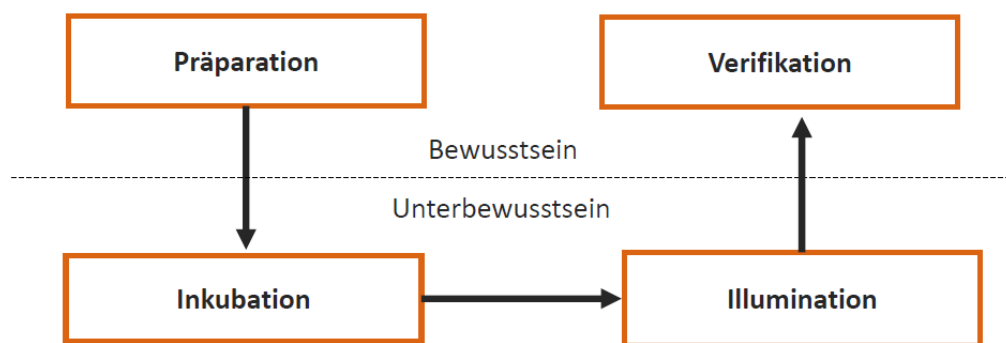 Präparation
Verifikation
Bewusstsein
Unterbewusstsein
Inkubation
Illumination